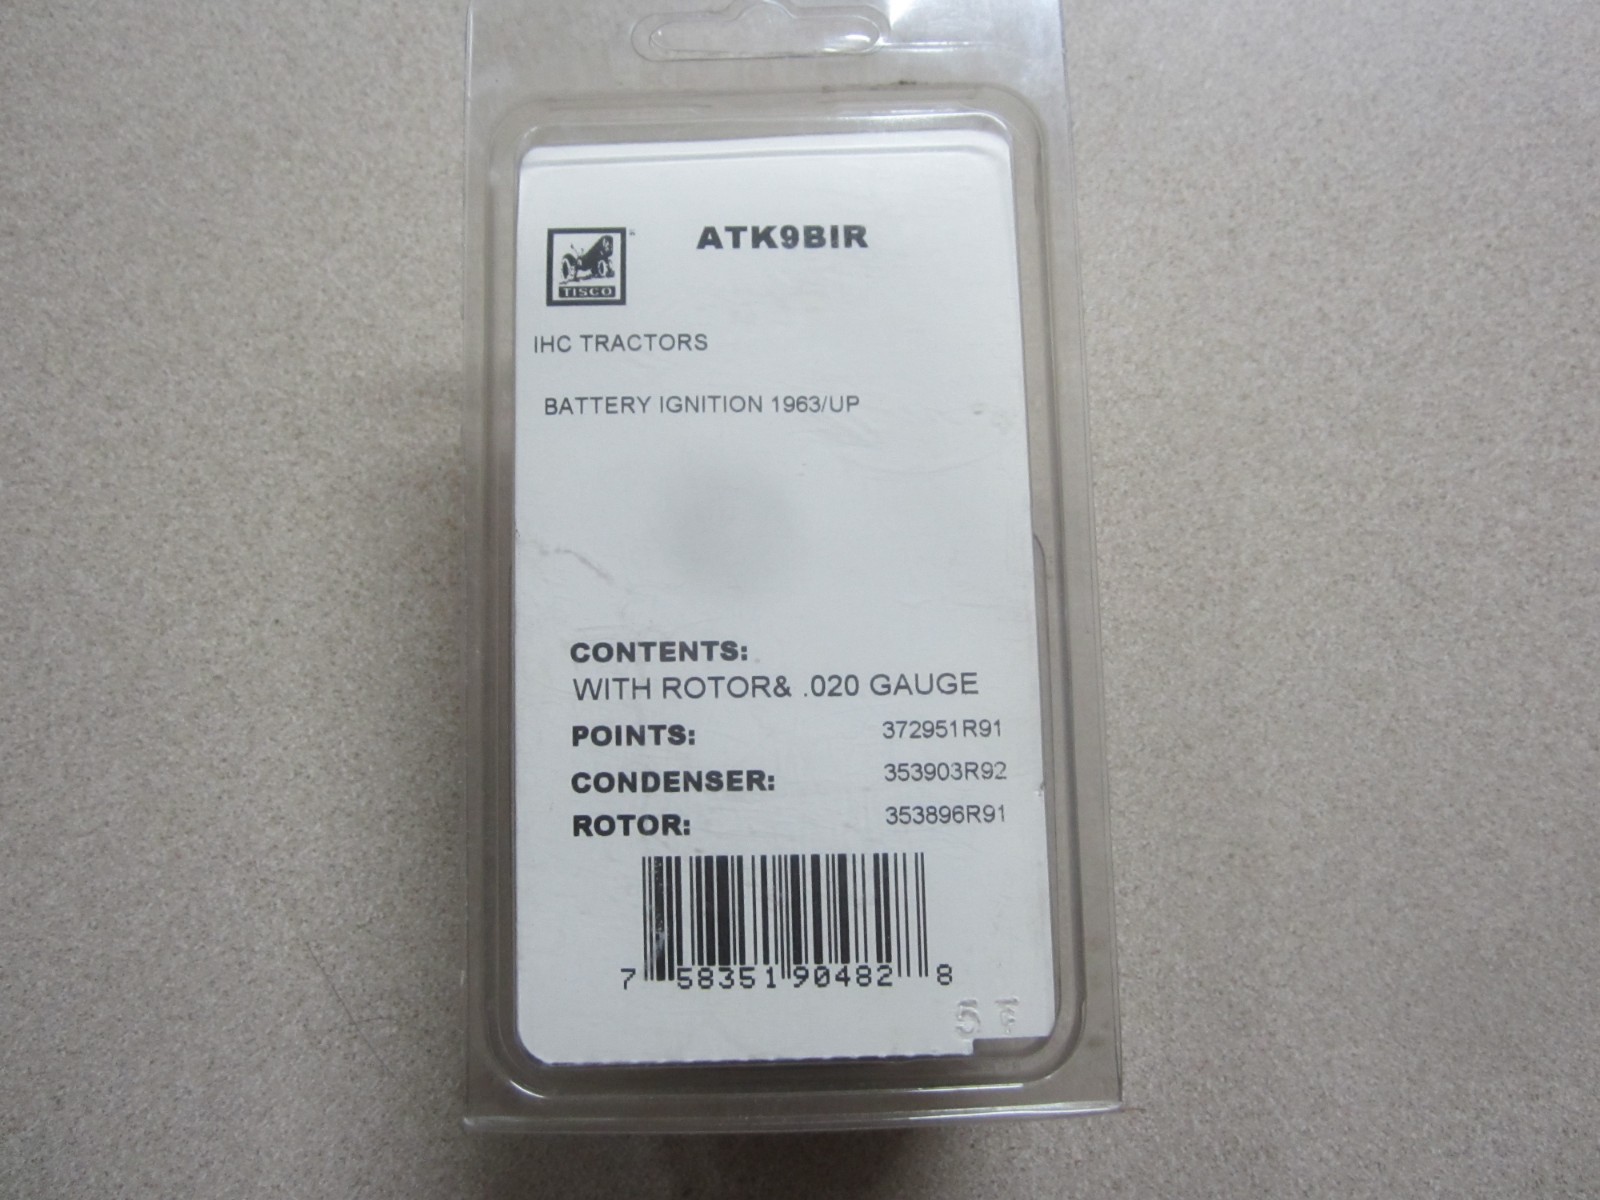 ATK9BIR
TISCO
IHC TRACTORS
BATTERY IGNITION 1963/UP
CONTENTS:
WITH ROTOR& .020 GAUGE
POINTS: 372951R91
CONDENSER: 353903R92
ROTOR: 353896R91
7 58351 90482 8